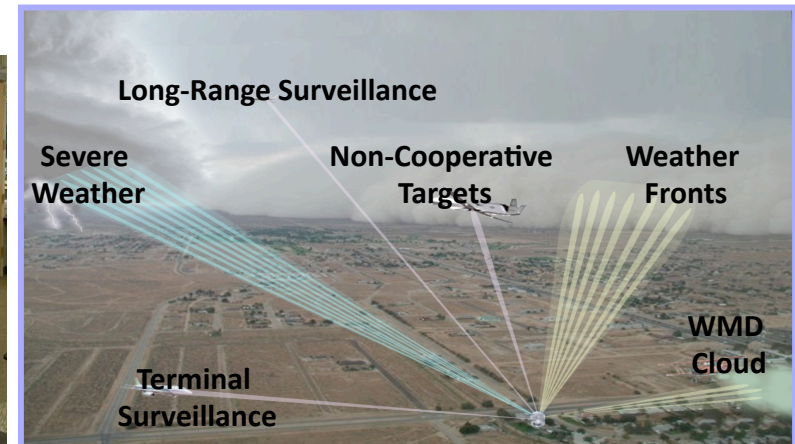 Long-Range Surveillance
Severe
Weather
Non-Cooperative
Targets
Weather
Fronts
WMD
Cloud
Terminal
Surveillance